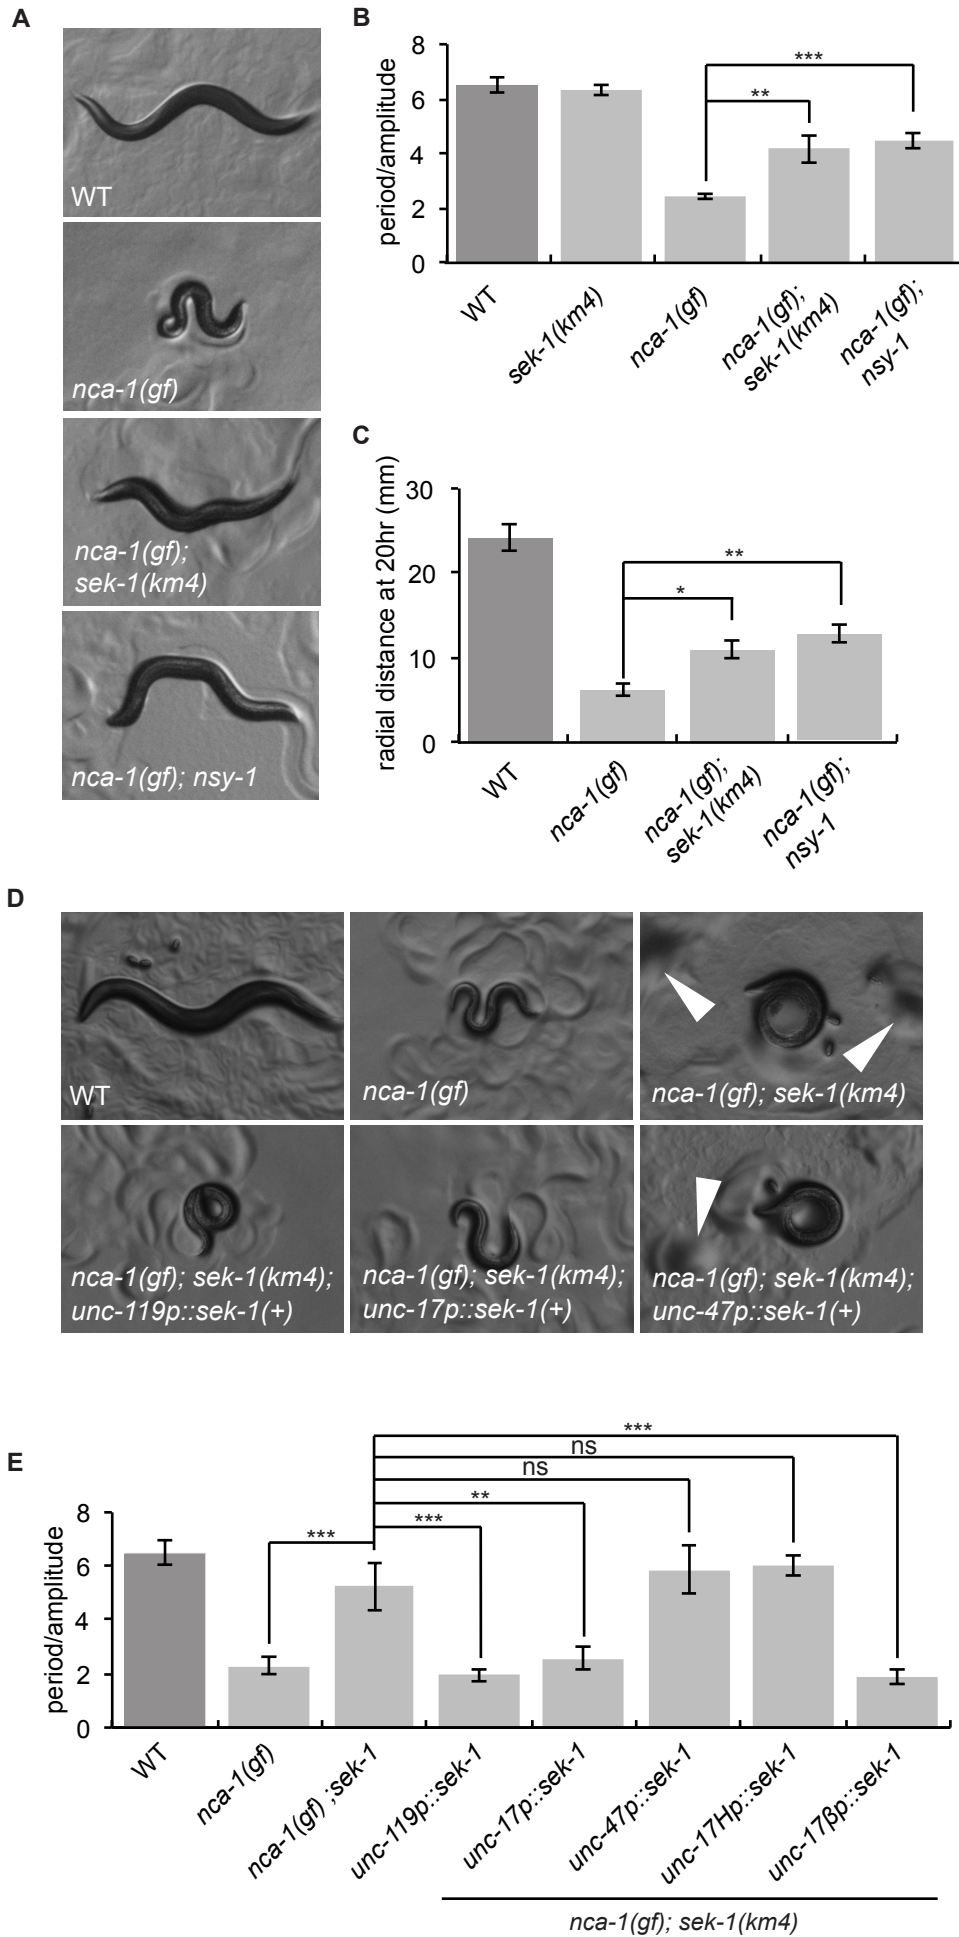 A
WT
nca-1(gf)
nca-1(gf);
sek-1(km4)
nca-1(gf); nsy-1
B
period/amplitude
8
6
4
2
0
***
**
WT
sek-1(km4)
nca-1(gf)
nca-1(gf);
sek-1(km4)
nca-1(gf);
nsy-1
C
radial distance at 20hr (mm)
30
20
10
0
**
*
WT
nca-1(gf)
nca-1(gf);
sek-1(km4)
nca-1(gf);
nsy-1
D
WT
nca-1(gf)
nca-1(gf); sek-1(km4)
nca-1(gf); sek-1(km4);
unc-119p::sek-1(+)
nca-1(gf); sek-1(km4);
unc-17p::sek-1(+)
nca-1(gf); sek-1(km4);
unc-47p::sek-1(+)
E
period/amplitude
8
6
4
2
0
***
ns
ns
**
***
***
WT
nca-1(gf)
nca-1(gf) ;sek-1
unc-119p::sek-1
unc-17p::sek-1
unc-47p::sek-1
unc-17Hp::sek-1
unc-17βp::sek-1
nca-1(gf); sek-1(km4)